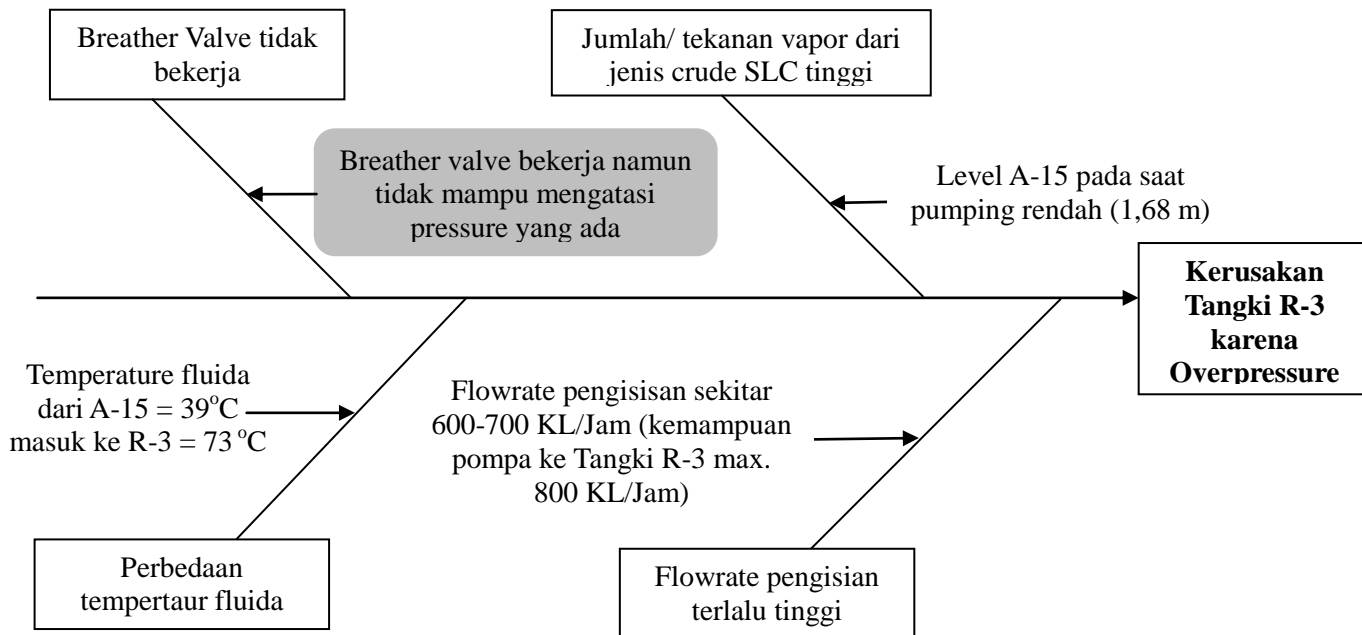 Breather Valve tidak
bekerja
Jumlah/ tekanan vapor dari
jenis crude SLC tinggi
Breather valve bekerja namun
tidak mampu mengatasi
pressure yang ada
Level A-15 pada saat
pumping rendah (1,68 m)
Kerusakan
Tangki R-3
karena
Overpressure
Temperature fluida
dari A-15 = 39°C
masuk ke R-3 = 73 °C
Flowrate pengisisan sekitar
600-700 KL/Jam (kemampuan
pompa ke Tangki R-3 max.
800 KL/Jam)
Perbedaan
tempertaur fluida
Flowrate pengisian
terlalu tinggi